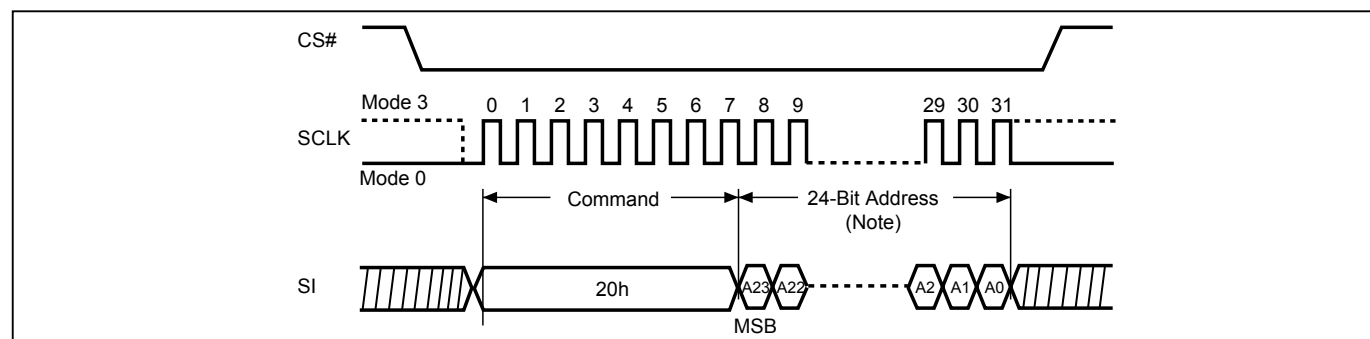 CS#
Mode 3
0 1 2 3 4 5 6 7 8 9 29 30 31
SCLK
Mode 0
Command
24-Bit Address
(Note)
SI
20h
A23 A22 A2 A1 A0
MSB